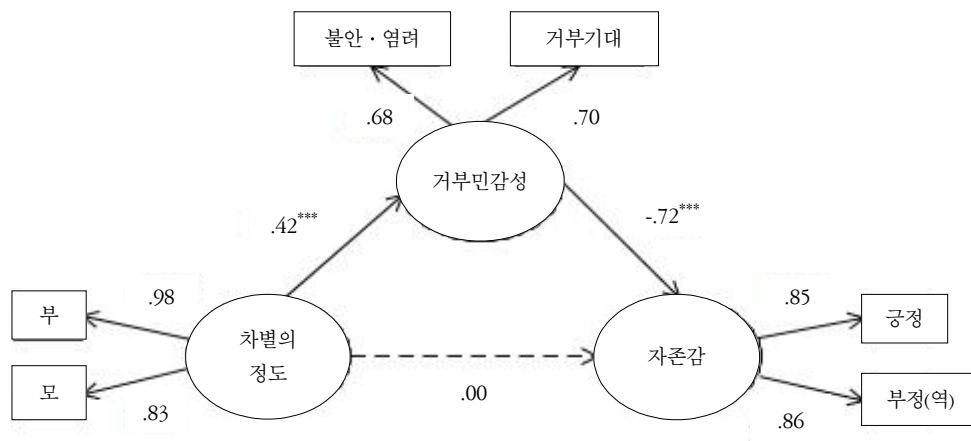 불안 · 염려
거부기대
.68
.70
거부민감성
.42***
-.72***
.98
.85
부
차별의
정도
자존감
긍정
모
.00
부정(역)
.83
.86